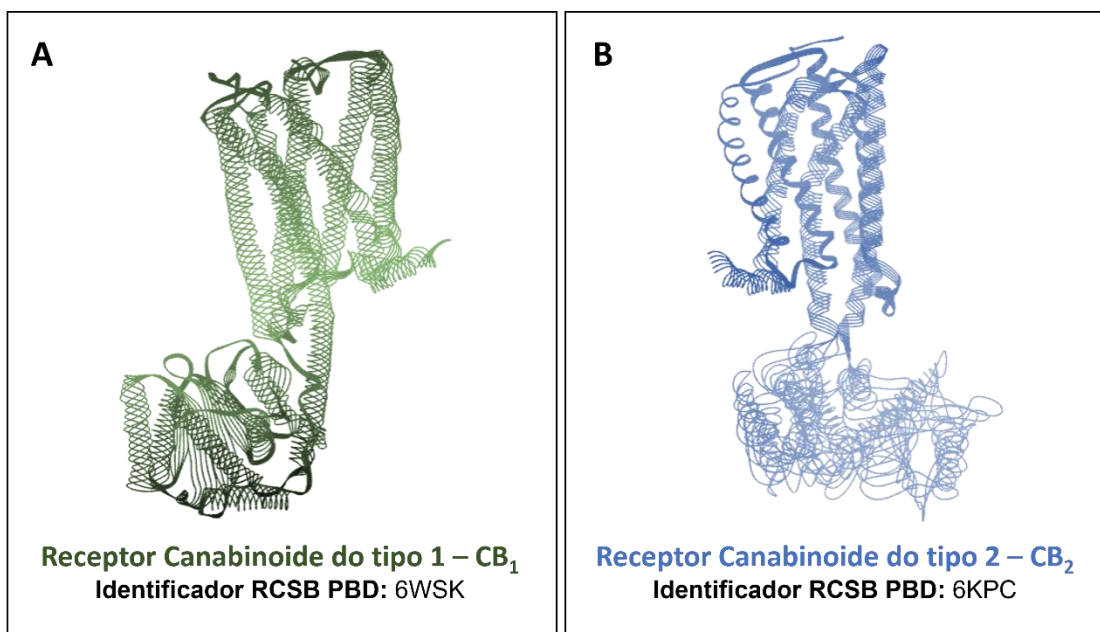 A
Receptor Canabinoide do tipo 1 – CB₁
Identificador RCSB PBD: 6WSK
B
Receptor Canabinoide do tipo 2 – CB₂
Identificador RCSB PBD: 6KPC